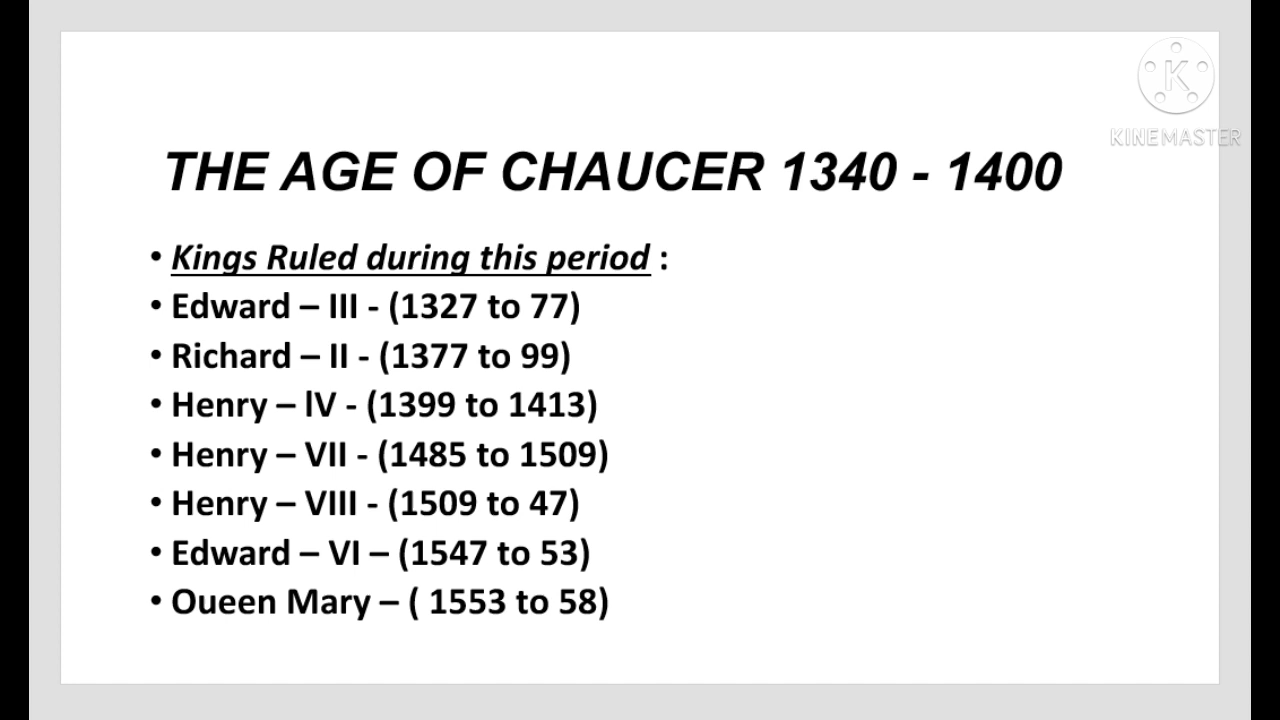 K
KINEMASTER
THE AGE OF CHAUCER 1340 - 1400
• Kings Ruled during this period :
• Edward – III - (1327 to 77)
• Richard – II - (1377 to 99)
• Henry – lV - (1399 to 1413)
• Henry – VII - (1485 to 1509)
• Henry – VIII - (1509 to 47)
• Edward – VI – (1547 to 53)
• Oueen Mary – ( 1553 to 58)